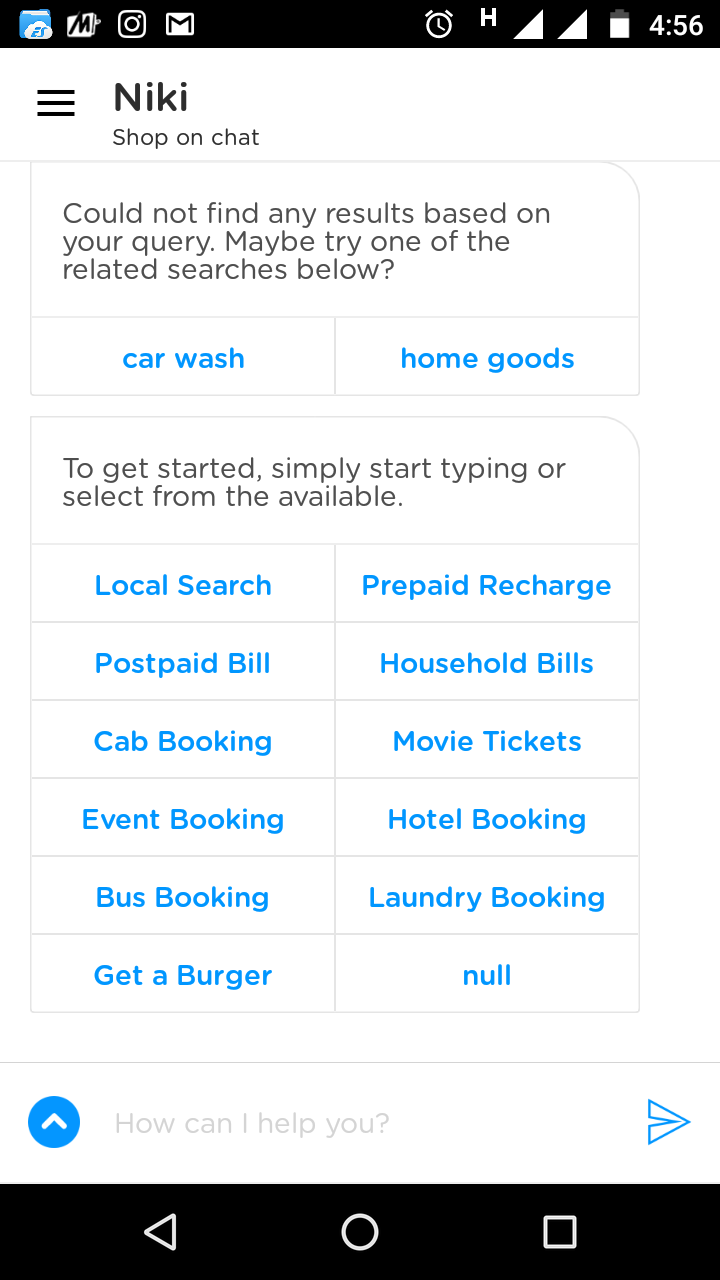 H 4:56
Niki
Shop on chat
Could not find any results based on
your query. Maybe try one of the
related searches below?
car wash home goods
To get started, simply start typing or
select from the available.
Local Search Prepaid Recharge
Postpaid Bill Household Bills
Cab Booking Movie Tickets
Event Booking Hotel Booking
Bus Booking Laundry Booking
Get a Burger null
How can I help you?